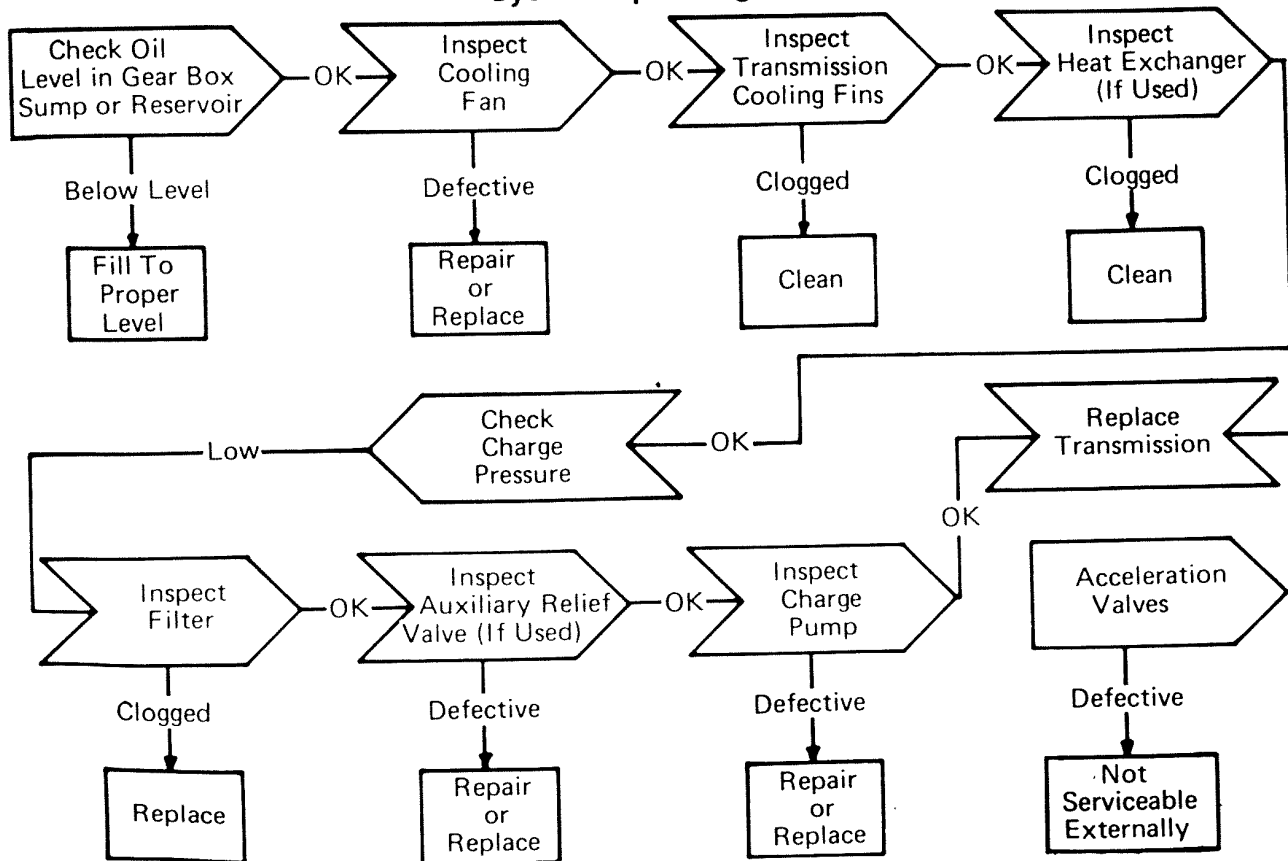 Check Oil
Level in Gear Box
Sump or Reservoir
OK
Inspect
Cooling
Fan
OK
Inspect
Transmission
Cooling Fins
OK
Inspect
Heat Exchanger
(If Used)
Below Level
Defective
Clogged
Clogged
Fill To
Proper
Level
Repair
or
Replace
Clean
Clean
Low
Check
Charge
Pressure
OK
Replace
Transmission
OK
Inspect
Filter
OK
Inspect
Auxiliary Relief
Valve (If Used)
OK
Inspect
Charge
Pump
Acceleration
Valves
Clogged
Defective
Defective
Defective
Replace
Repair
or
Replace
Repair
or
Replace
Not
Serviceable
Externally